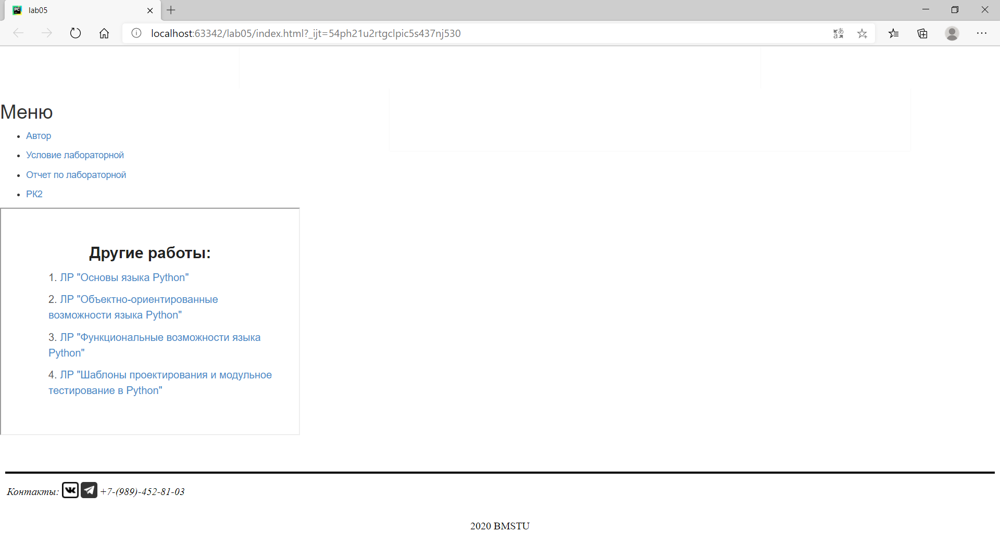 PC
lab05
localhost:63342/lab05/index.html?_ijt=54ph21u2rtgclpic5s437nj530
Меню
Автор
Условие лабораторной
Отчет по лабораторной
РК2
Другие работы:
1. ЛР "Основы языка Python"
2. ЛР "Объектно-ориентированные
возможности языка Python"
3. ЛР "Функциональные возможности языка
Python"
4. ЛР "Шаблоны проектирования и модульное
тестирование в Python"
Контакты: +7-(989)-452-81-03
2020 BMSTU